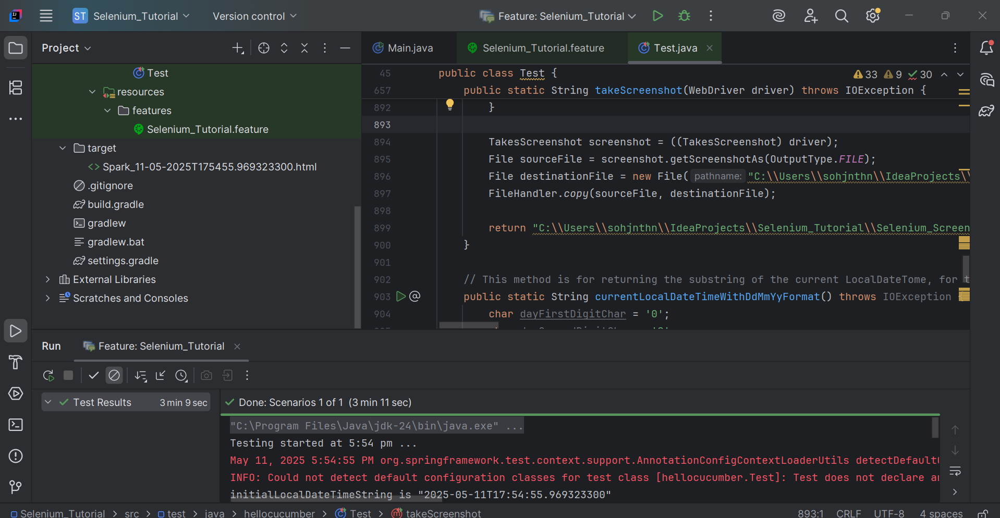 ST Selenium_Tutorial Version control Feature: Selenium_Tutorial
Project
Main.java Selenium_Tutorial.feature Test.java
Test
resources
features
Selenium_Tutorial.feature
target
Spark_11-05-2025T175455.969323300.html
.gitignore
build.gradle
gradlew
gradlew.bat
settings.gradle
External Libraries
Scratches and Consoles
33 9 30
45 public class Test {
657 public static String takeScreenshot(WebDriver driver) throws IOException {
892 }
893
894 TakesScreenshot screenshot = ((TakesScreenshot) driver);
895 File sourceFile = screenshot.getScreenshotAs(OutputType.FILE);
896 File destinationFile = new File( pathname: "C:\\Users\\sohjnthn\\IdeaProjects\\
897 FileHandler.copy(sourceFile, destinationFile);
898
899 return "C:\\Users\\sohjnthn\\IdeaProjects\\Selenium_Tutorial\\Selenium_Screen
900 }
901
902 // This method is for returning the substring of the current LocalDateTome, for t
903 public static String currentLocalDateTimeWithDdMmYyFormat() throws IOException {
904 char dayFirstDigitChar = '0';
Run Feature: Selenium_Tutorial
Test Results 3 min 9 sec
Done: Scenarios 1 of 1 (3 min 11 sec)
"C:\Program Files\Java\jdk-24\bin\java.exe" ...
Testing started at 5:54 pm ...
May 11, 2025 5:54:55 PM org.springframework.test.context.support.AnnotationConfigContextLoaderUtils detectDefault
INFO: Could not detect default configuration classes for test class [hellocucumber.Test]: Test does not declare an
initialLocalDateTimeString is "2025-05-11T17:54:55.969323300"
Selenium_Tutorial > src > test > java > hellocucumber > Test > takeScreenshot 893:1 CRLF UTF-8 4 spaces